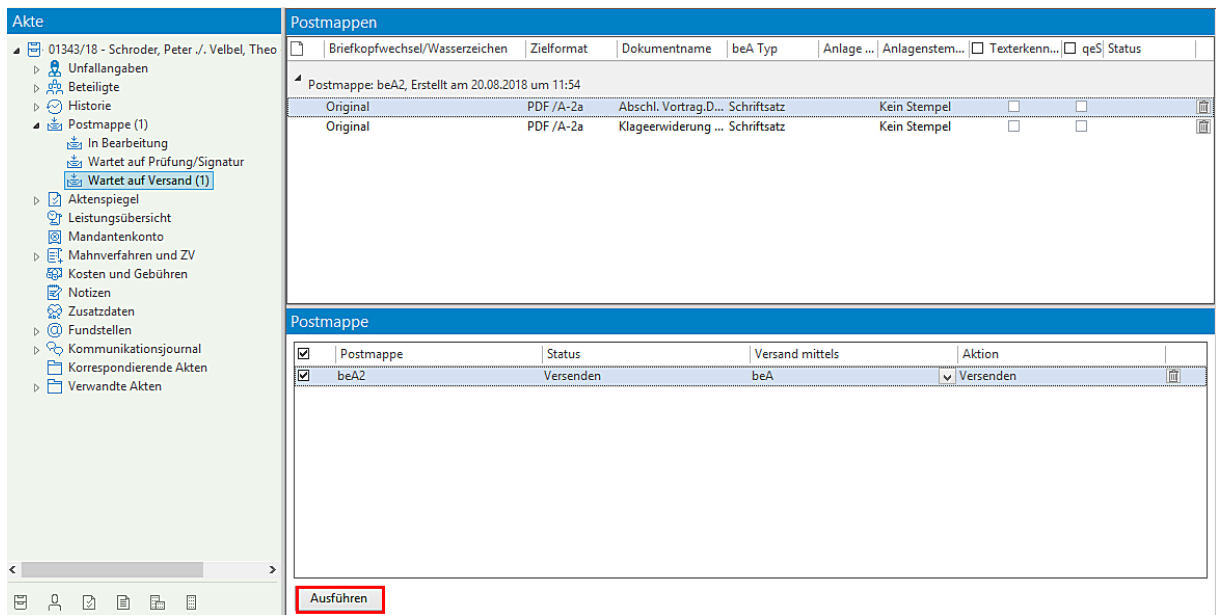 Akte
01343/18 - Schroder, Peter ./. Velbel, Theo
Unfallangaben
Beteiligte
Historie
Postmappe (1)
In Bearbeitung
Wartet auf Prüfung/Signatur
Wartet auf Versand (1)
Aktenspiegel
Leistungsübersicht
Mandantenkonto
Mahnverfahren und ZV
Kosten und Gebühren
Notizen
Zusatzdaten
Fundstellen
Kommunikationsjournal
Korrespondierende Akten
Verwandte Akten
Postmappen
Briefkopfwechsel/Wasserzeichen Zielformat Dokumentname beA Typ Anlage ... Anlagenstem... Texterkenn... qeS Status
Postmappe: beA2, Erstellt am 20.08.2018 um 11:54
Original PDF /A-2a Abschl. Vortrag.D... Schriftsatz Kein Stempel
Original PDF /A-2a Klageerwiderung ... Schriftsatz Kein Stempel
Postmappe
Postmappe Status Versand mittels Aktion
beA2 Versenden beA Versenden
Ausführen